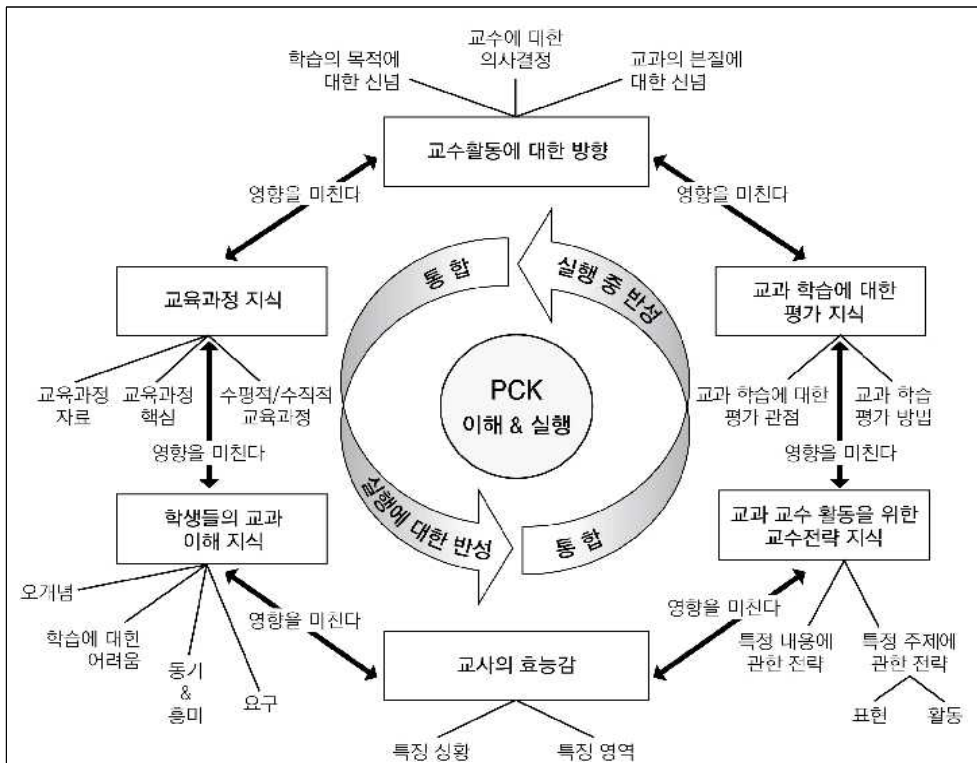 교수에 대한
의사결정
학습의 목적에
대한 신념
교과의 본질에
대한 신념
교수활동에 대한 방향
영향을 미친다
영향을 미친다
통합
실행 중 반성
교육과정 지식
교과 학습에 대한
평가 지식
PCK
이해 & 실행
교육과정
자료
교육과정
핵심
수평적/수직적
교육과정
교과 학습에 대한
평가 관점
교과 학습
평가 방법
영향을 미친다
영향을 미친다
실행에 대한 반성
통합
학생들의 교과
이해 지식
교과 교수 활동을 위한
교수전략 지식
오개념
학습에 대한
어려움
동기
&
흥미
요구
영향을 미친다
영향을 미친다
교사의 효능감
특정 내용에
관한 전략
특정 주제에
관한 전략
표현
활동
특징 상황
특징 영역